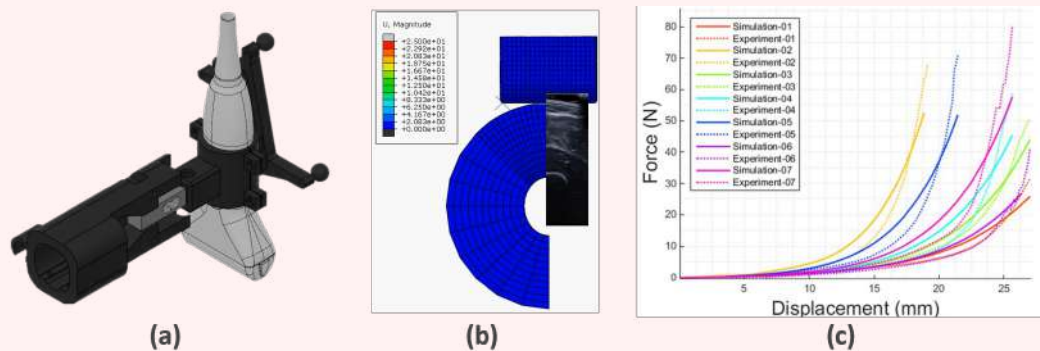 U, Magnitude
+2.500e+01
+2.292e+01
+2.083e+01
+1.875e+01
+1.667e+01
+1.458e+01
+1.250e+01
+1.042e+01
+8.333e+00
+6.250e+00
+4.167e+00
+2.083e+00
+0.000e+00
80
70
60
50
40
30
20
10
0
Force (N)
Simulation-01
Experiment-01
Simulation-02
Experiment-02
Simulation-03
Experiment-03
Simulation-04
Experiment-04
Simulation-05
Experiment-05
Simulation-06
Experiment-06
Simulation-07
Experiment-07
5 10 15 20 25
Displacement (mm)
(a) (b) (c)